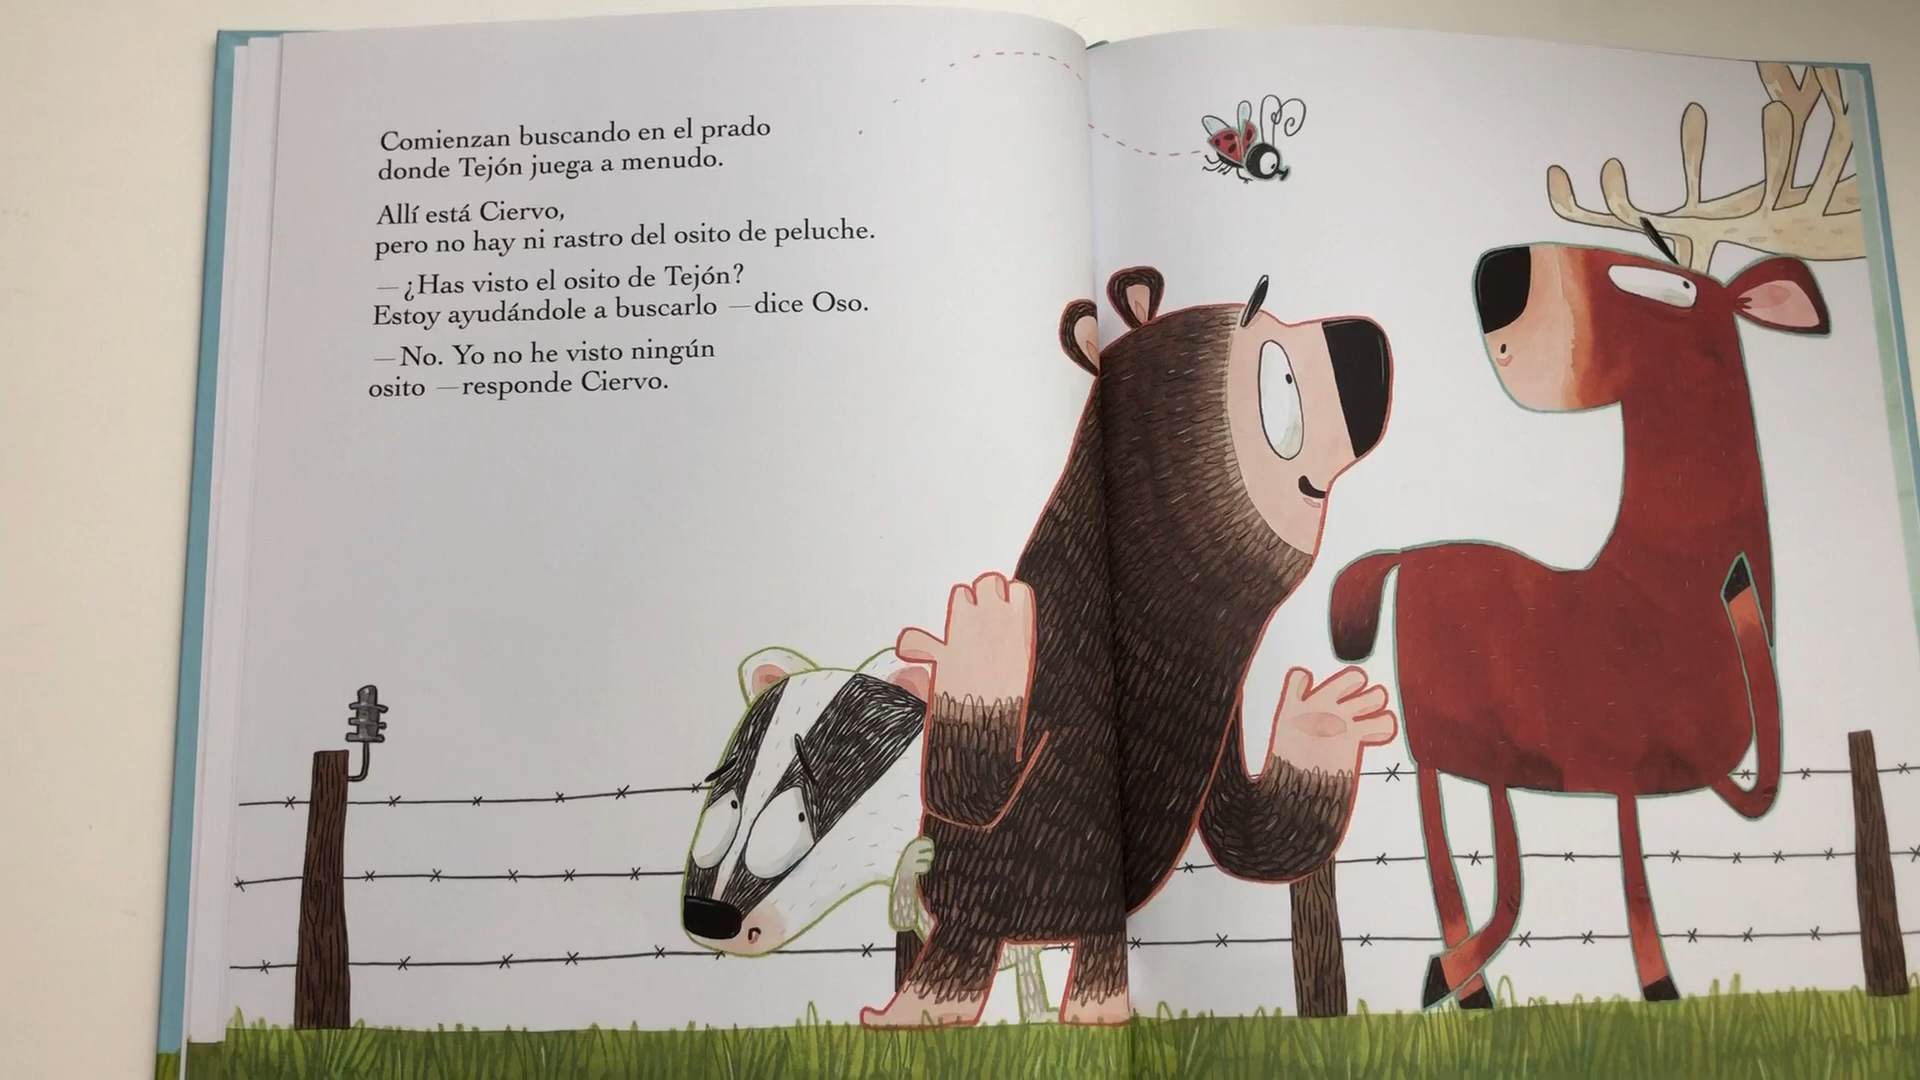 Comienzan buscando en el prado
donde Tejón juega a menudo.
Allí está Ciervo,
pero no hay ni rastro del osito de peluche.
—¿Has visto el osito de Tejón?
Estoy ayudándole a buscarlo —dice Oso.
—No. Yo no he visto ningún
osito —responde Ciervo.